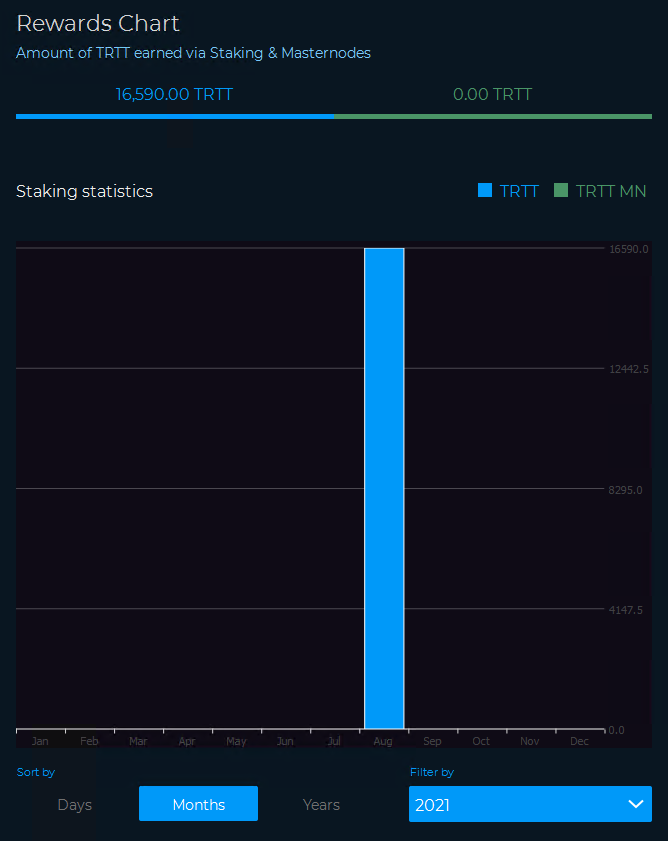 Rewards Chart
Amount of TRTT earned via Staking & Masternodes
16,590.00 TRTT 0.00 TRTT
Staking statistics TRTT TRTT MN
16590.0
12442.5
8295.0
4147.5
0.0
Jan Feb Mar Apr May Jun Jul Aug Sep Oct Nov Dec
Sort by Filter by
Days Months Years 2021